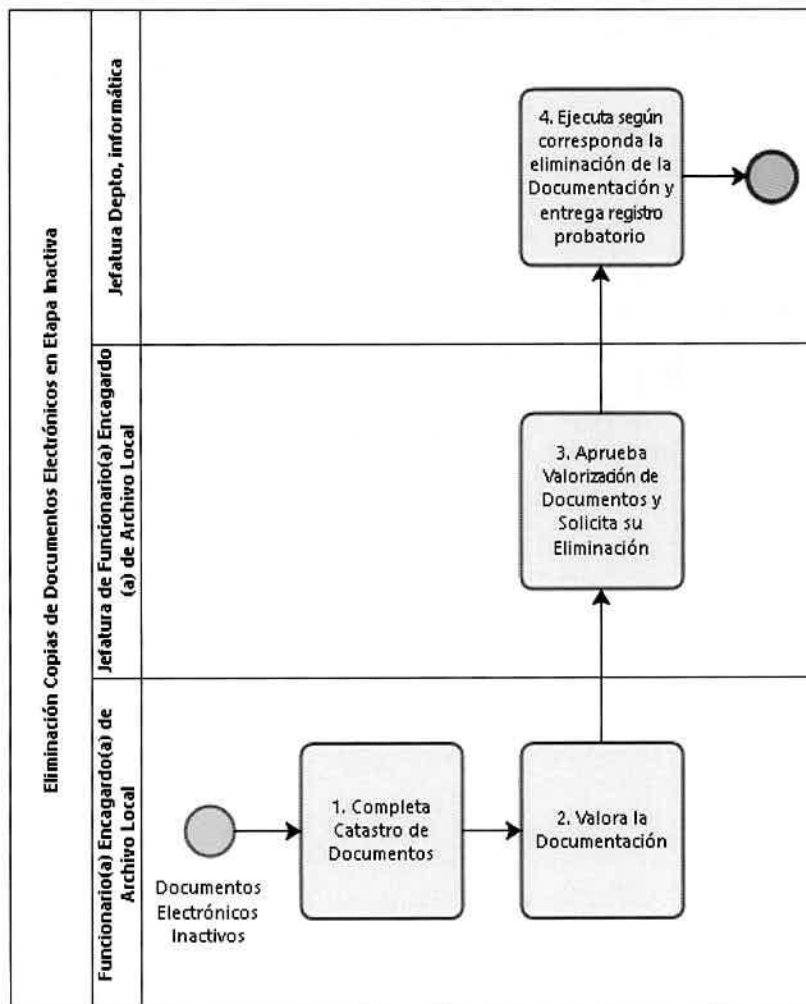 Eliminación Copias de Documentos Electrónicos en Etapa Inactiva
Jefatura Depto, informática
4. Ejecuta según
corresponda la
eliminación de la
Documentación y
entrega registro
probatorio
Jefatura de Funcionario(a) Encagardo
(a) de Archivo Local
3. Aprueba
Valorización de
Documentos y
Solicita su
Eliminación
Funcionario(a) Encagardo(a) de
Archivo Local
Documentos
Electrónicos
Inactivos
1. Completa
Catastro de
Documentos
2. Valora la
Documentación